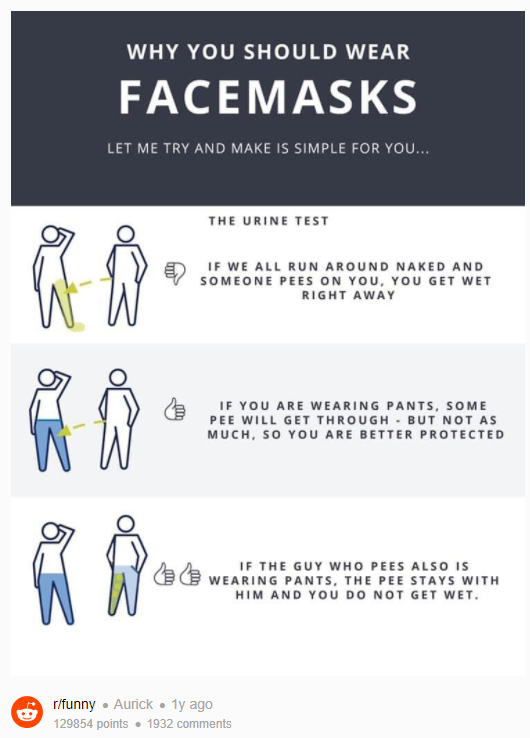 WHY YOU SHOULD WEAR
FACEMASKS
LET ME TRY AND MAKE IS SIMPLE FOR YOU...
THE URINE TEST
IF WE ALL RUN AROUND NAKED AND
SOMEONE PEES ON YOU, YOU GET WET
RIGHT AWAY
IF YOU ARE WEARING PANTS, SOME
PEE WILL GET THROUGH - BUT NOT AS
MUCH, SO YOU ARE BETTER PROTECTED
IF THE GUY WHO PEES ALSO IS
WEARING PANTS, THE PEE STAYS WITH
HIM AND YOU DO NOT GET WET.
r/funny • Aurick • 1y ago
129854 points • 1932 comments